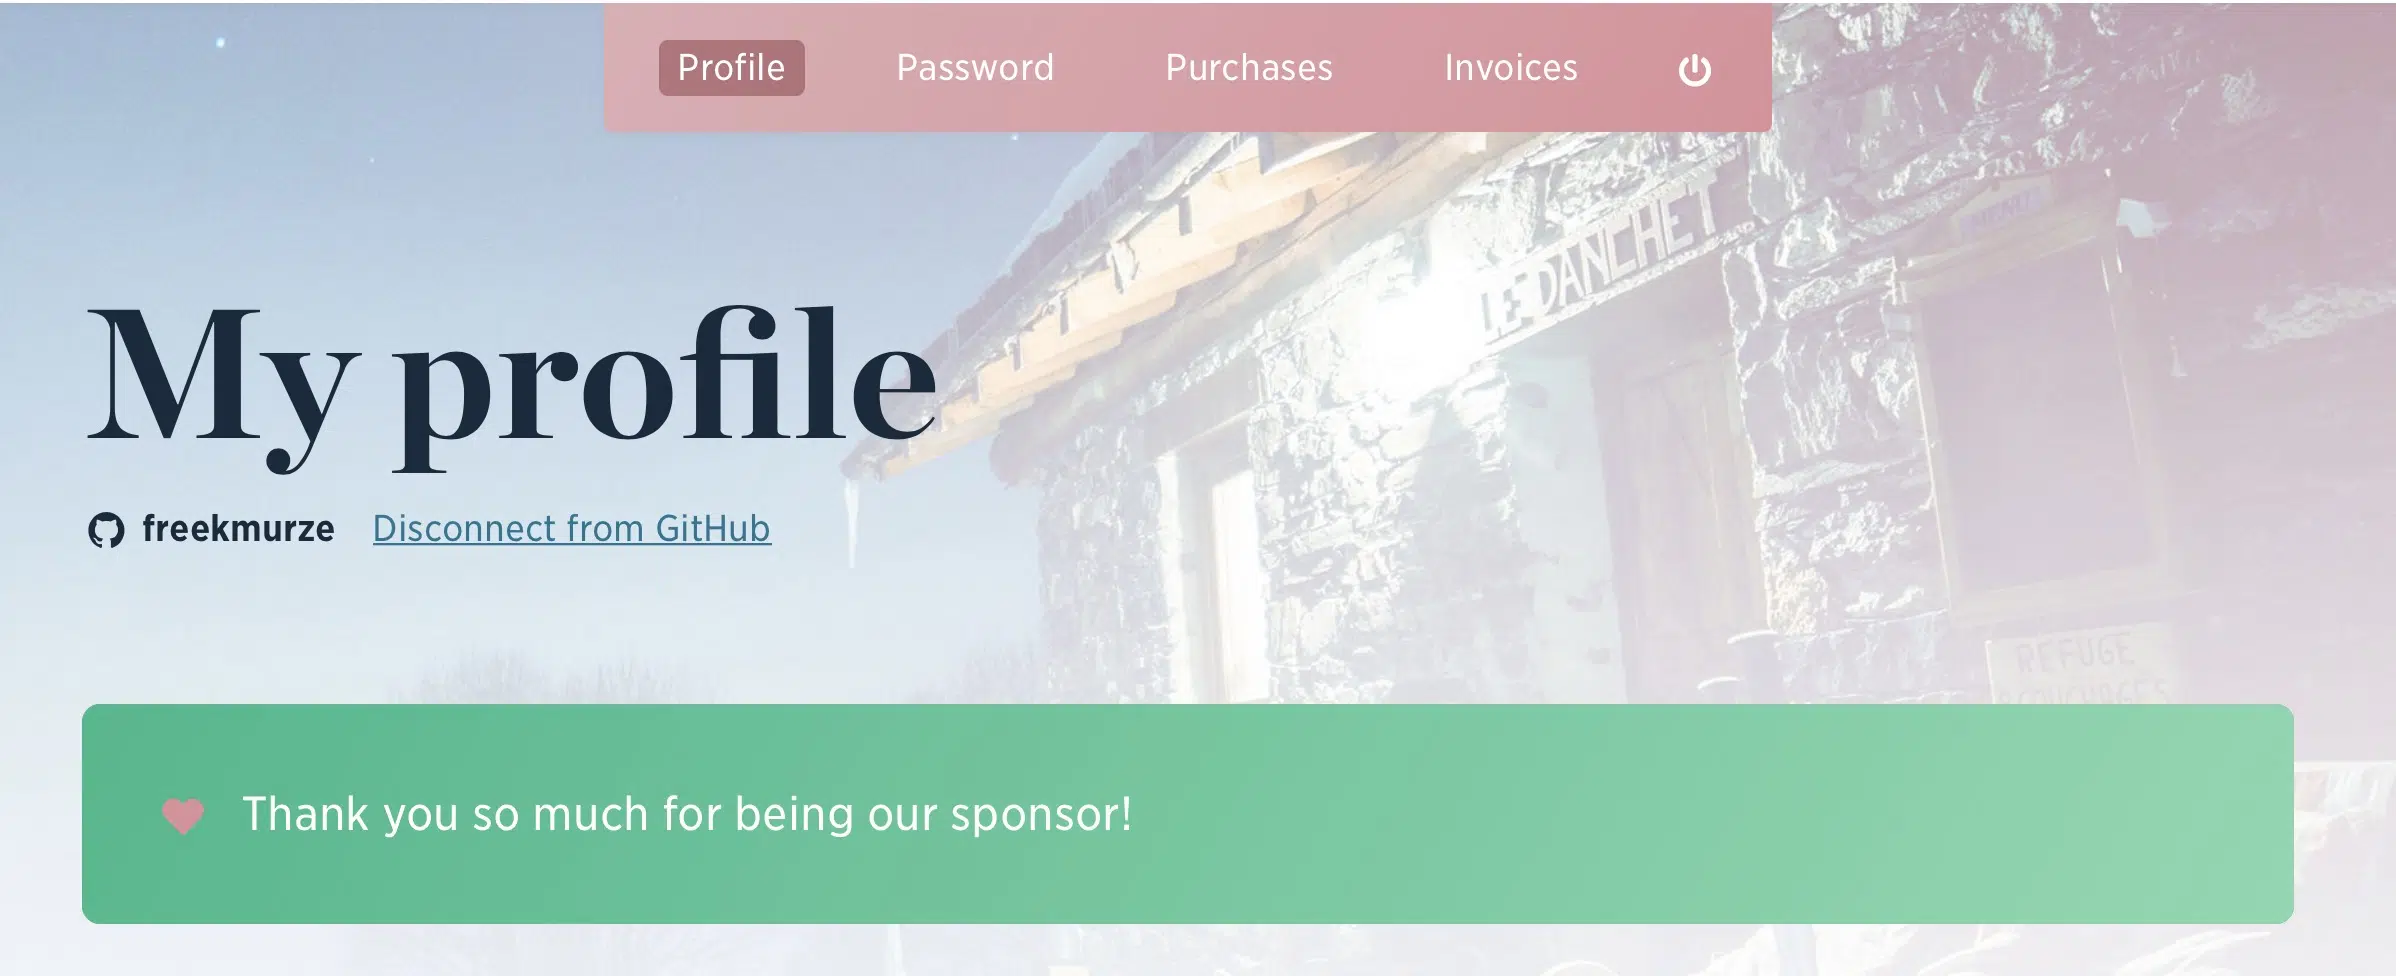 Profile Password Purchases Invoices
MENU
LE DANCHET
My profile
freekmurze Disconnect from GitHub
REFUGE
Thank you so much for being our sponsor!